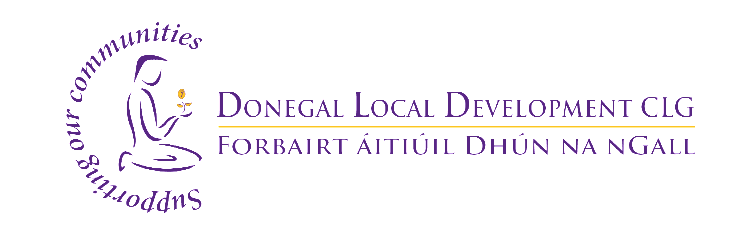 Supporting our communities
DONEGAL LOCAL DEVELOPMENT CLG
FORBAIRT ÁITIÚIL DHÚN NA nGALL